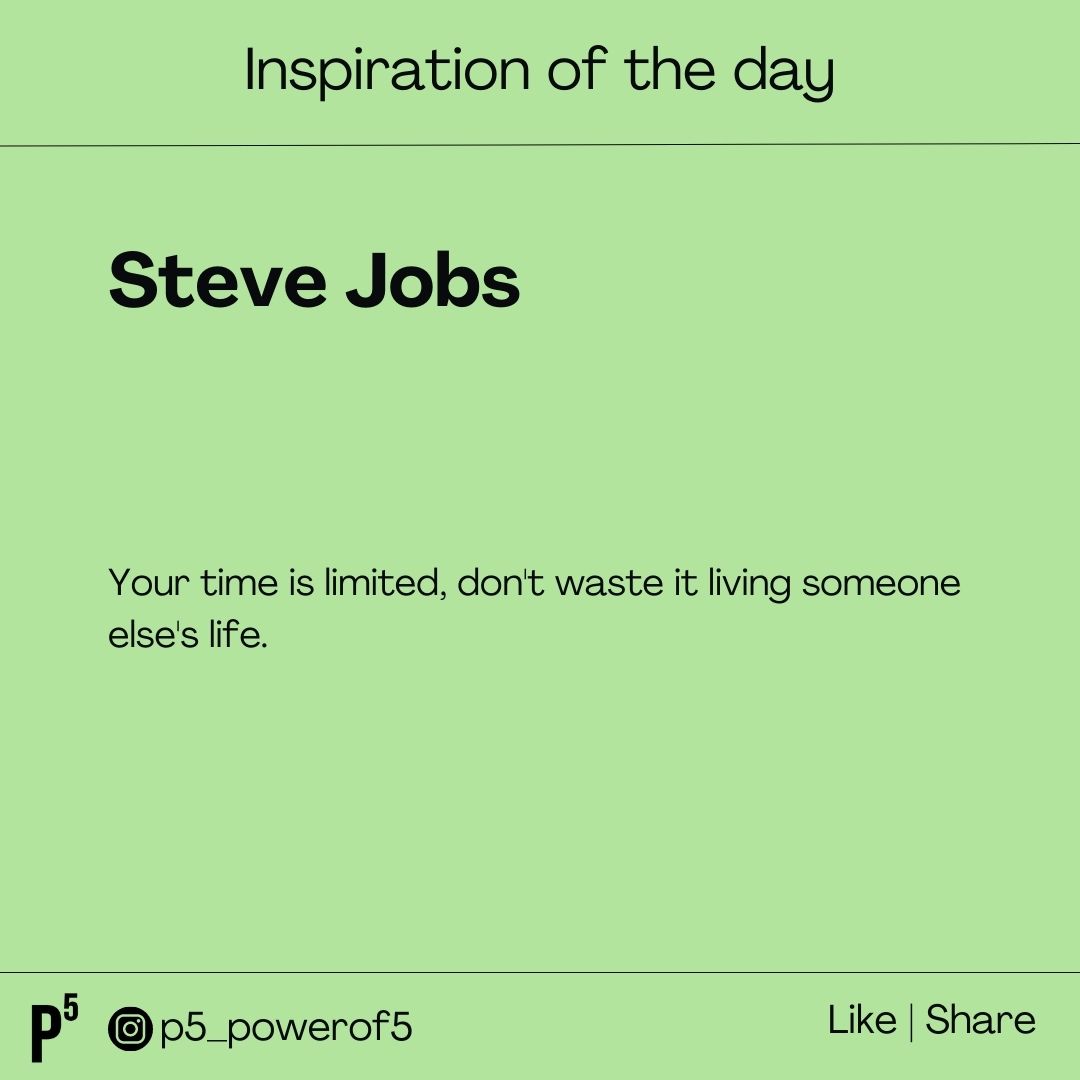 Inspiration of the day
Steve Jobs
Your time is limited, don't waste it living someone
else's life.
P⁵ p5_powerof5
Like | Share